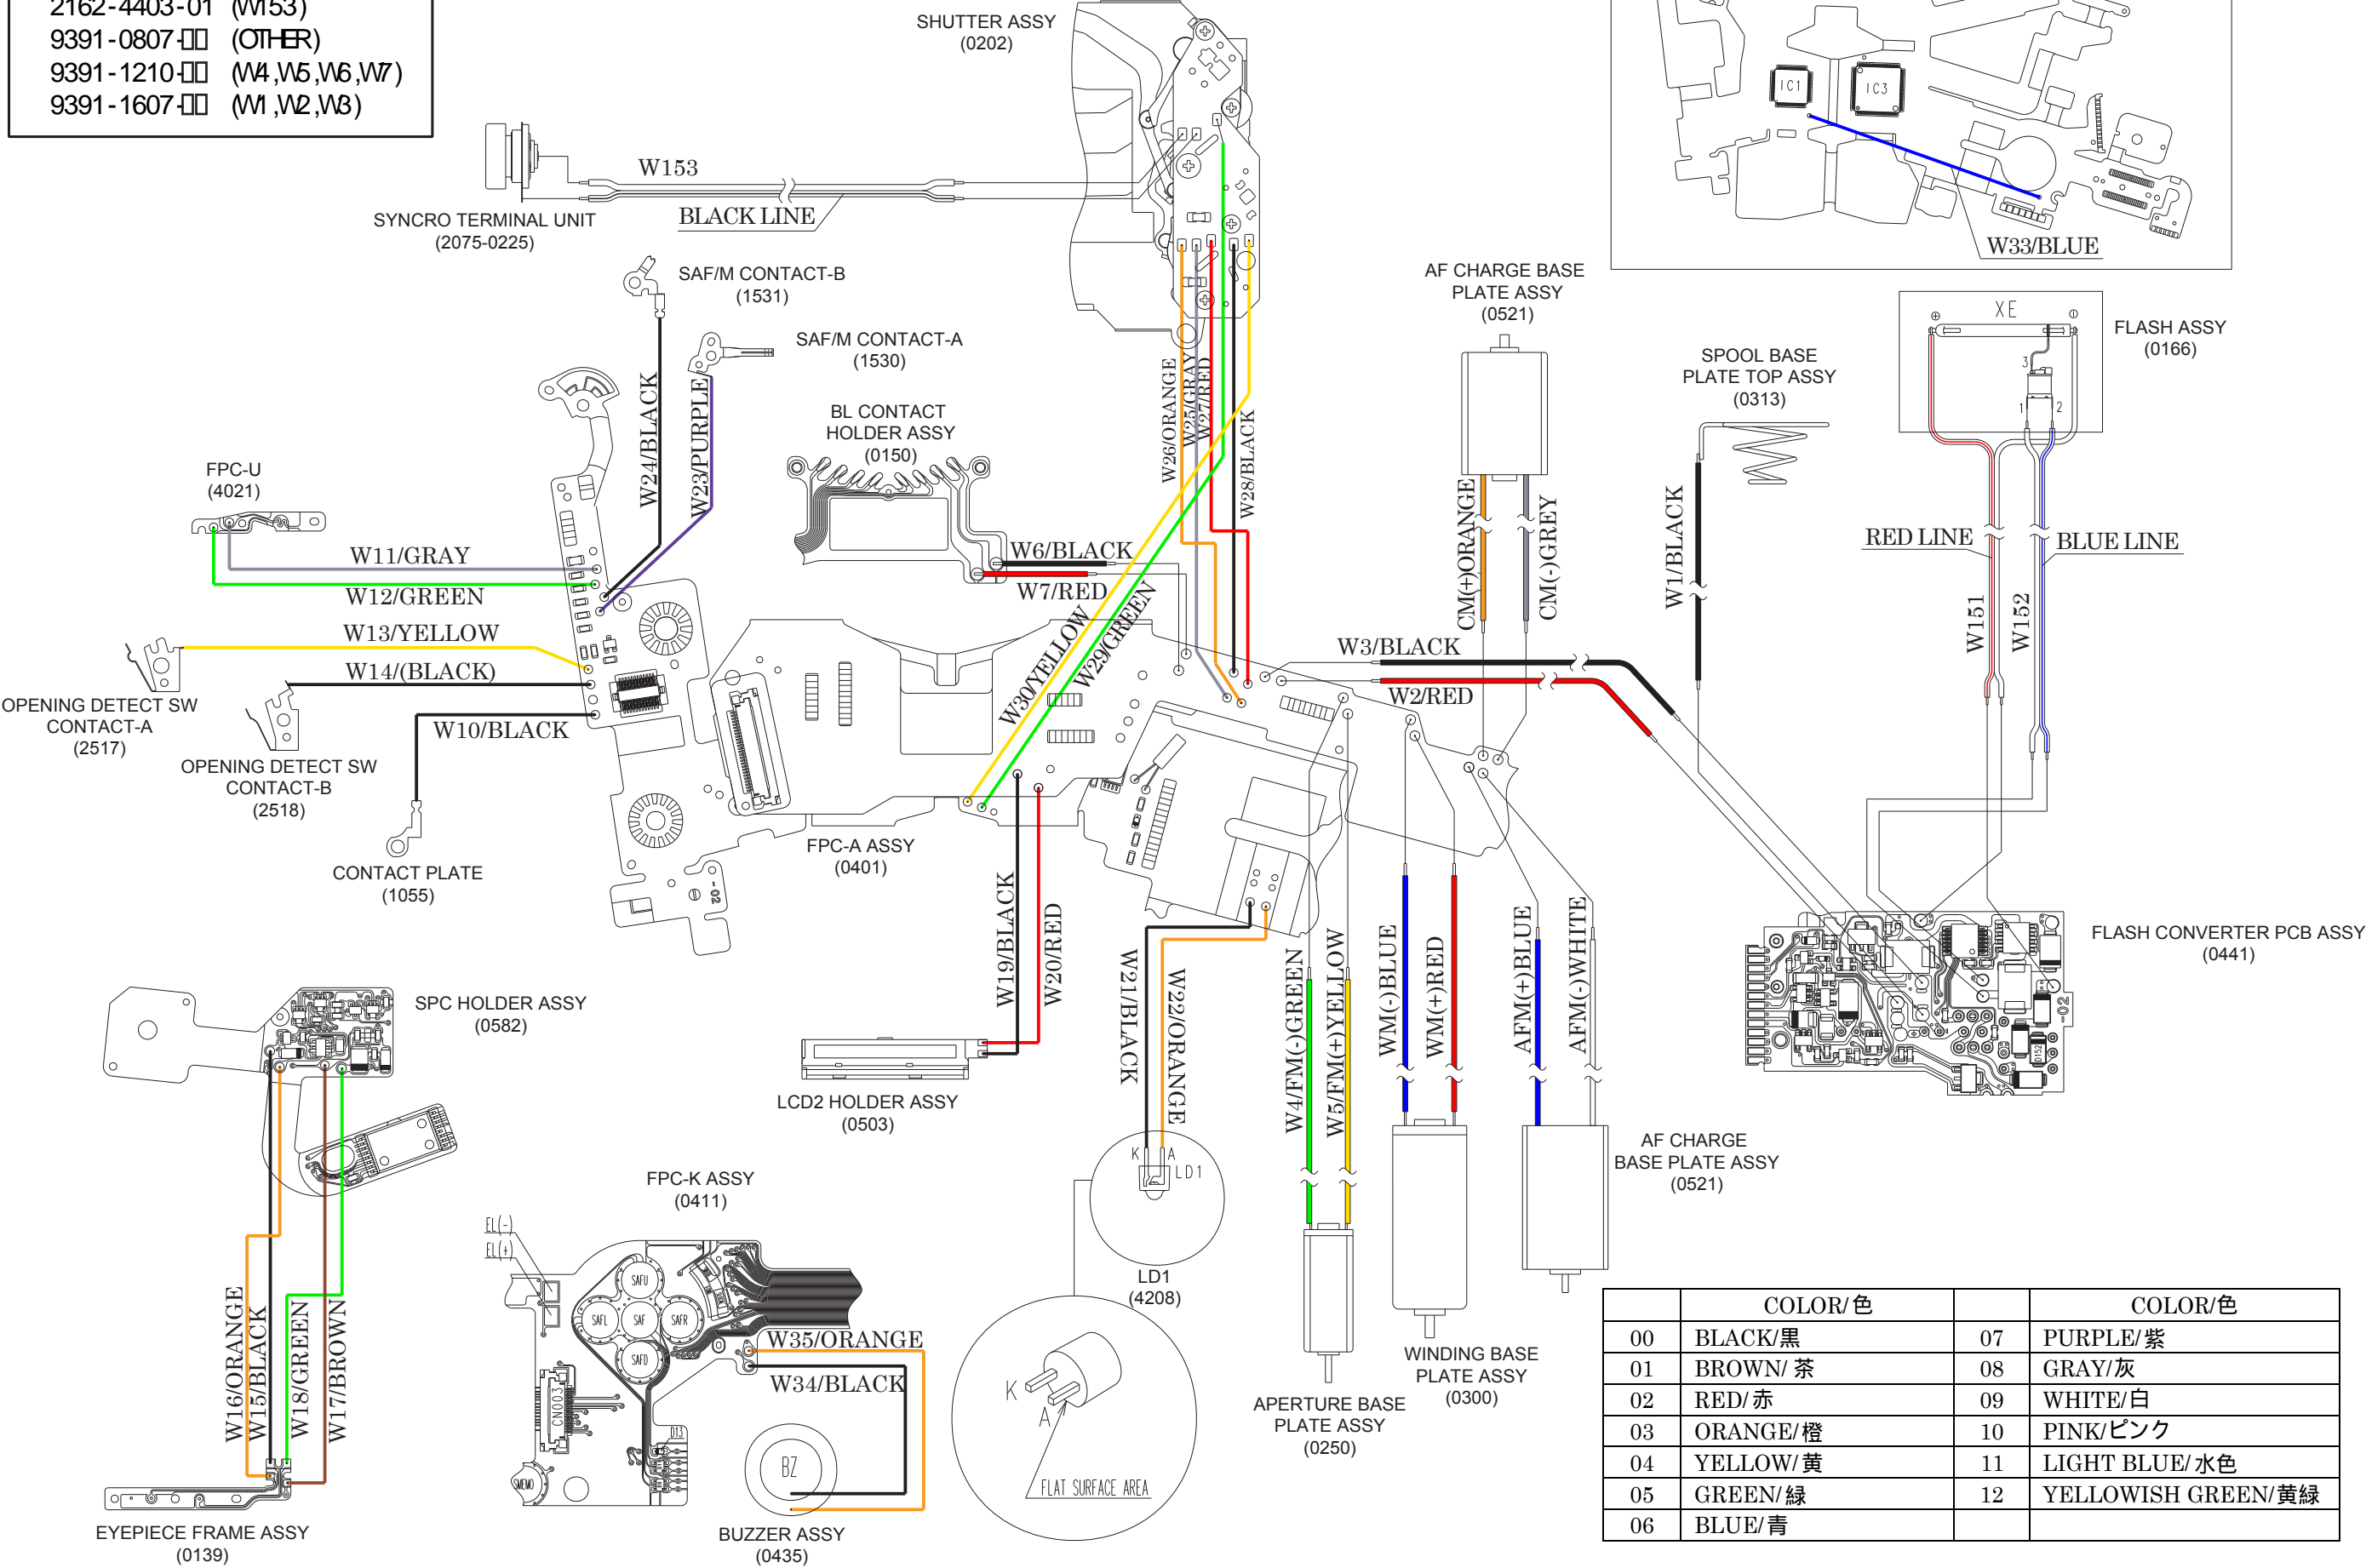 2162-4403-01 (W153)
9391-0807-□□ (OTHER)
9391-1210-□□ (W4,W5,W6,W7)
9391-1607-□□ (W1,W2,W3)
SHUTTER ASSY
(0202)
IC1
IC3
W33/BLUE
W153
BLACK LINE
SYNCRO TERMINAL UNIT
(2075-0225)
SAF/M CONTACT-B
(1531)
SAF/M CONTACT-A
(1530)
W24/BLACK
W23/PURPLE
BL CONTACT
HOLDER ASSY
(0150)
W26/ORANGE
W25/GRAY
W27/RED
W28/BLACK
AF CHARGE BASE
PLATE ASSY
(0521)
CM(+)ORANGE
CM(-)GREY
SPOOL BASE
PLATE TOP ASSY
(0313)
W1/BLACK
XE
⊕
⊖
3
1
2
FLASH ASSY
(0166)
RED LINE
BLUE LINE
W151
W152
FPC-U
(4021)
W11/GRAY
W12/GREEN
W13/YELLOW
W14/(BLACK)
W10/BLACK
OPENING DETECT SW
CONTACT-A
(2517)
OPENING DETECT SW
CONTACT-B
(2518)
CONTACT PLATE
(1055)
W6/BLACK
W7/RED
W30/YELLOW
W29/GREEN
W3/BLACK
W2/RED
FPC-A ASSY
(0401)
-02
W19/BLACK
W20/RED
W21/BLACK
W22/ORANGE
W4/FM(-)GREEN
W5/FM(+)YELLOW
WM(-)BLUE
WM(+)RED
AFM(+)BLUE
AFM(-)WHITE
FLASH CONVERTER PCB ASSY
(0441)
-02
D152
SPC HOLDER ASSY
(0582)
LCD2 HOLDER ASSY
(0503)
K
A
LD1
LD1
(4208)
AF CHARGE
BASE PLATE ASSY
(0521)
FPC-K ASSY
(0411)
EL(-)
EL(+)
SAFU
SAFL
SAF
SAFR
SAFD
CN003
D13
SMEMO
W35/ORANGE
W34/BLACK
BZ
BUZZER ASSY
(0435)
K
A
FLAT SURFACE AREA
APERTURE BASE
PLATE ASSY
(0250)
WINDING BASE
PLATE ASSY
(0300)
W16/ORANGE
W15/BLACK
W18/GREEN
W17/BROWN
EYEPIECE FRAME ASSY
(0139)
COLOR/色 COLOR/色
00 BLACK/黒 07 PURPLE/紫
01 BROWN/茶 08 GRAY/灰
02 RED/赤 09 WHITE/白
03 ORANGE/橙 10 PINK/ピンク
04 YELLOW/黄 11 LIGHT BLUE/水色
05 GREEN/緑 12 YELLOWISH GREEN/黄緑
06 BLUE/青